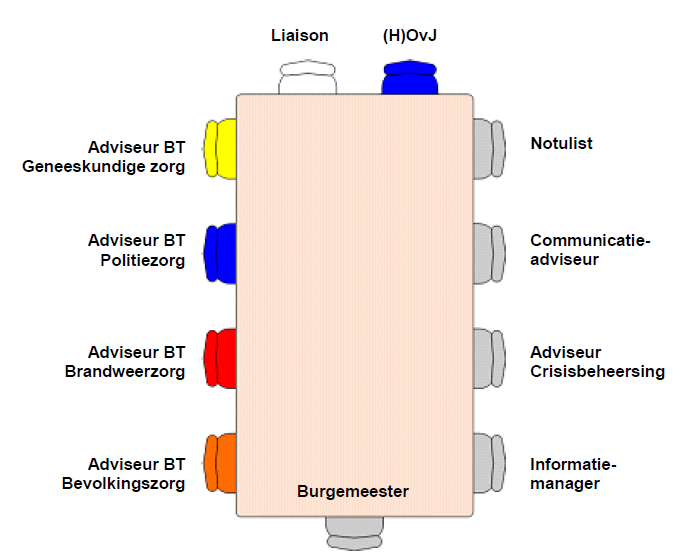 Liaison
(H)OvJ
Adviseur BT
Geneeskundige zorg
Notulist
Adviseur BT
Politiezorg
Communicatie-
adviseur
Adviseur BT
Brandweerzorg
Adviseur
Crisisbeheersing
Adviseur BT
Bevolkingszorg
Informatie-
manager
Burgemeester